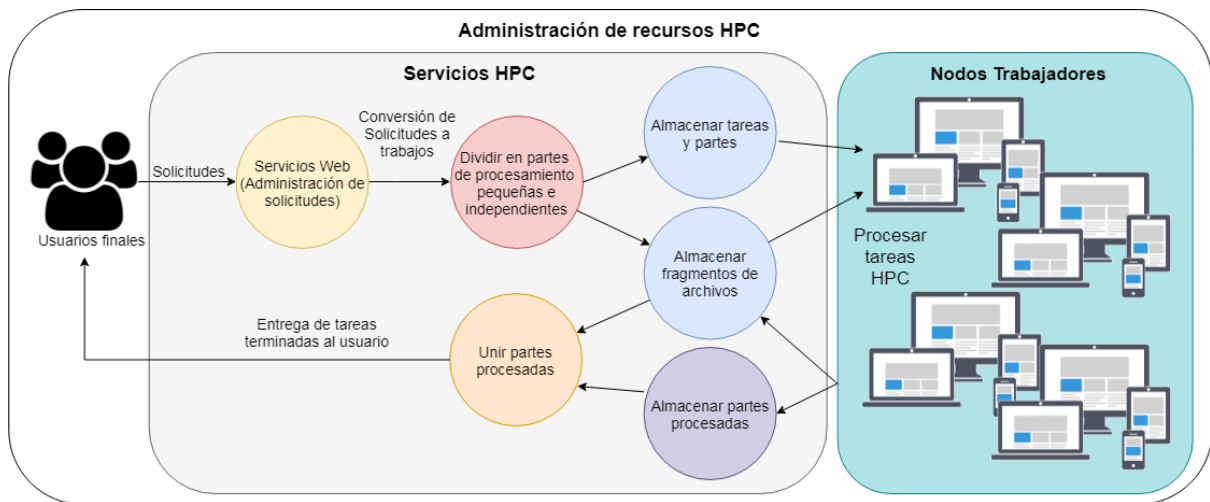 Administración de recursos HPC
Servicios HPC
Nodos Trabajadores
Usuarios finales
Solicitudes
Servicios Web
(Administración de
solicitudes)
Conversión de
Solicitudes a
trabajos
Dividir en partes
de procesamiento
pequeñas e
independientes
Almacenar tareas
y partes
Almacenar
fragmentos de
archivos
Procesar
tareas
HPC
Almacenar partes
procesadas
Unir partes
procesadas
Entrega de tareas
terminadas al usuario